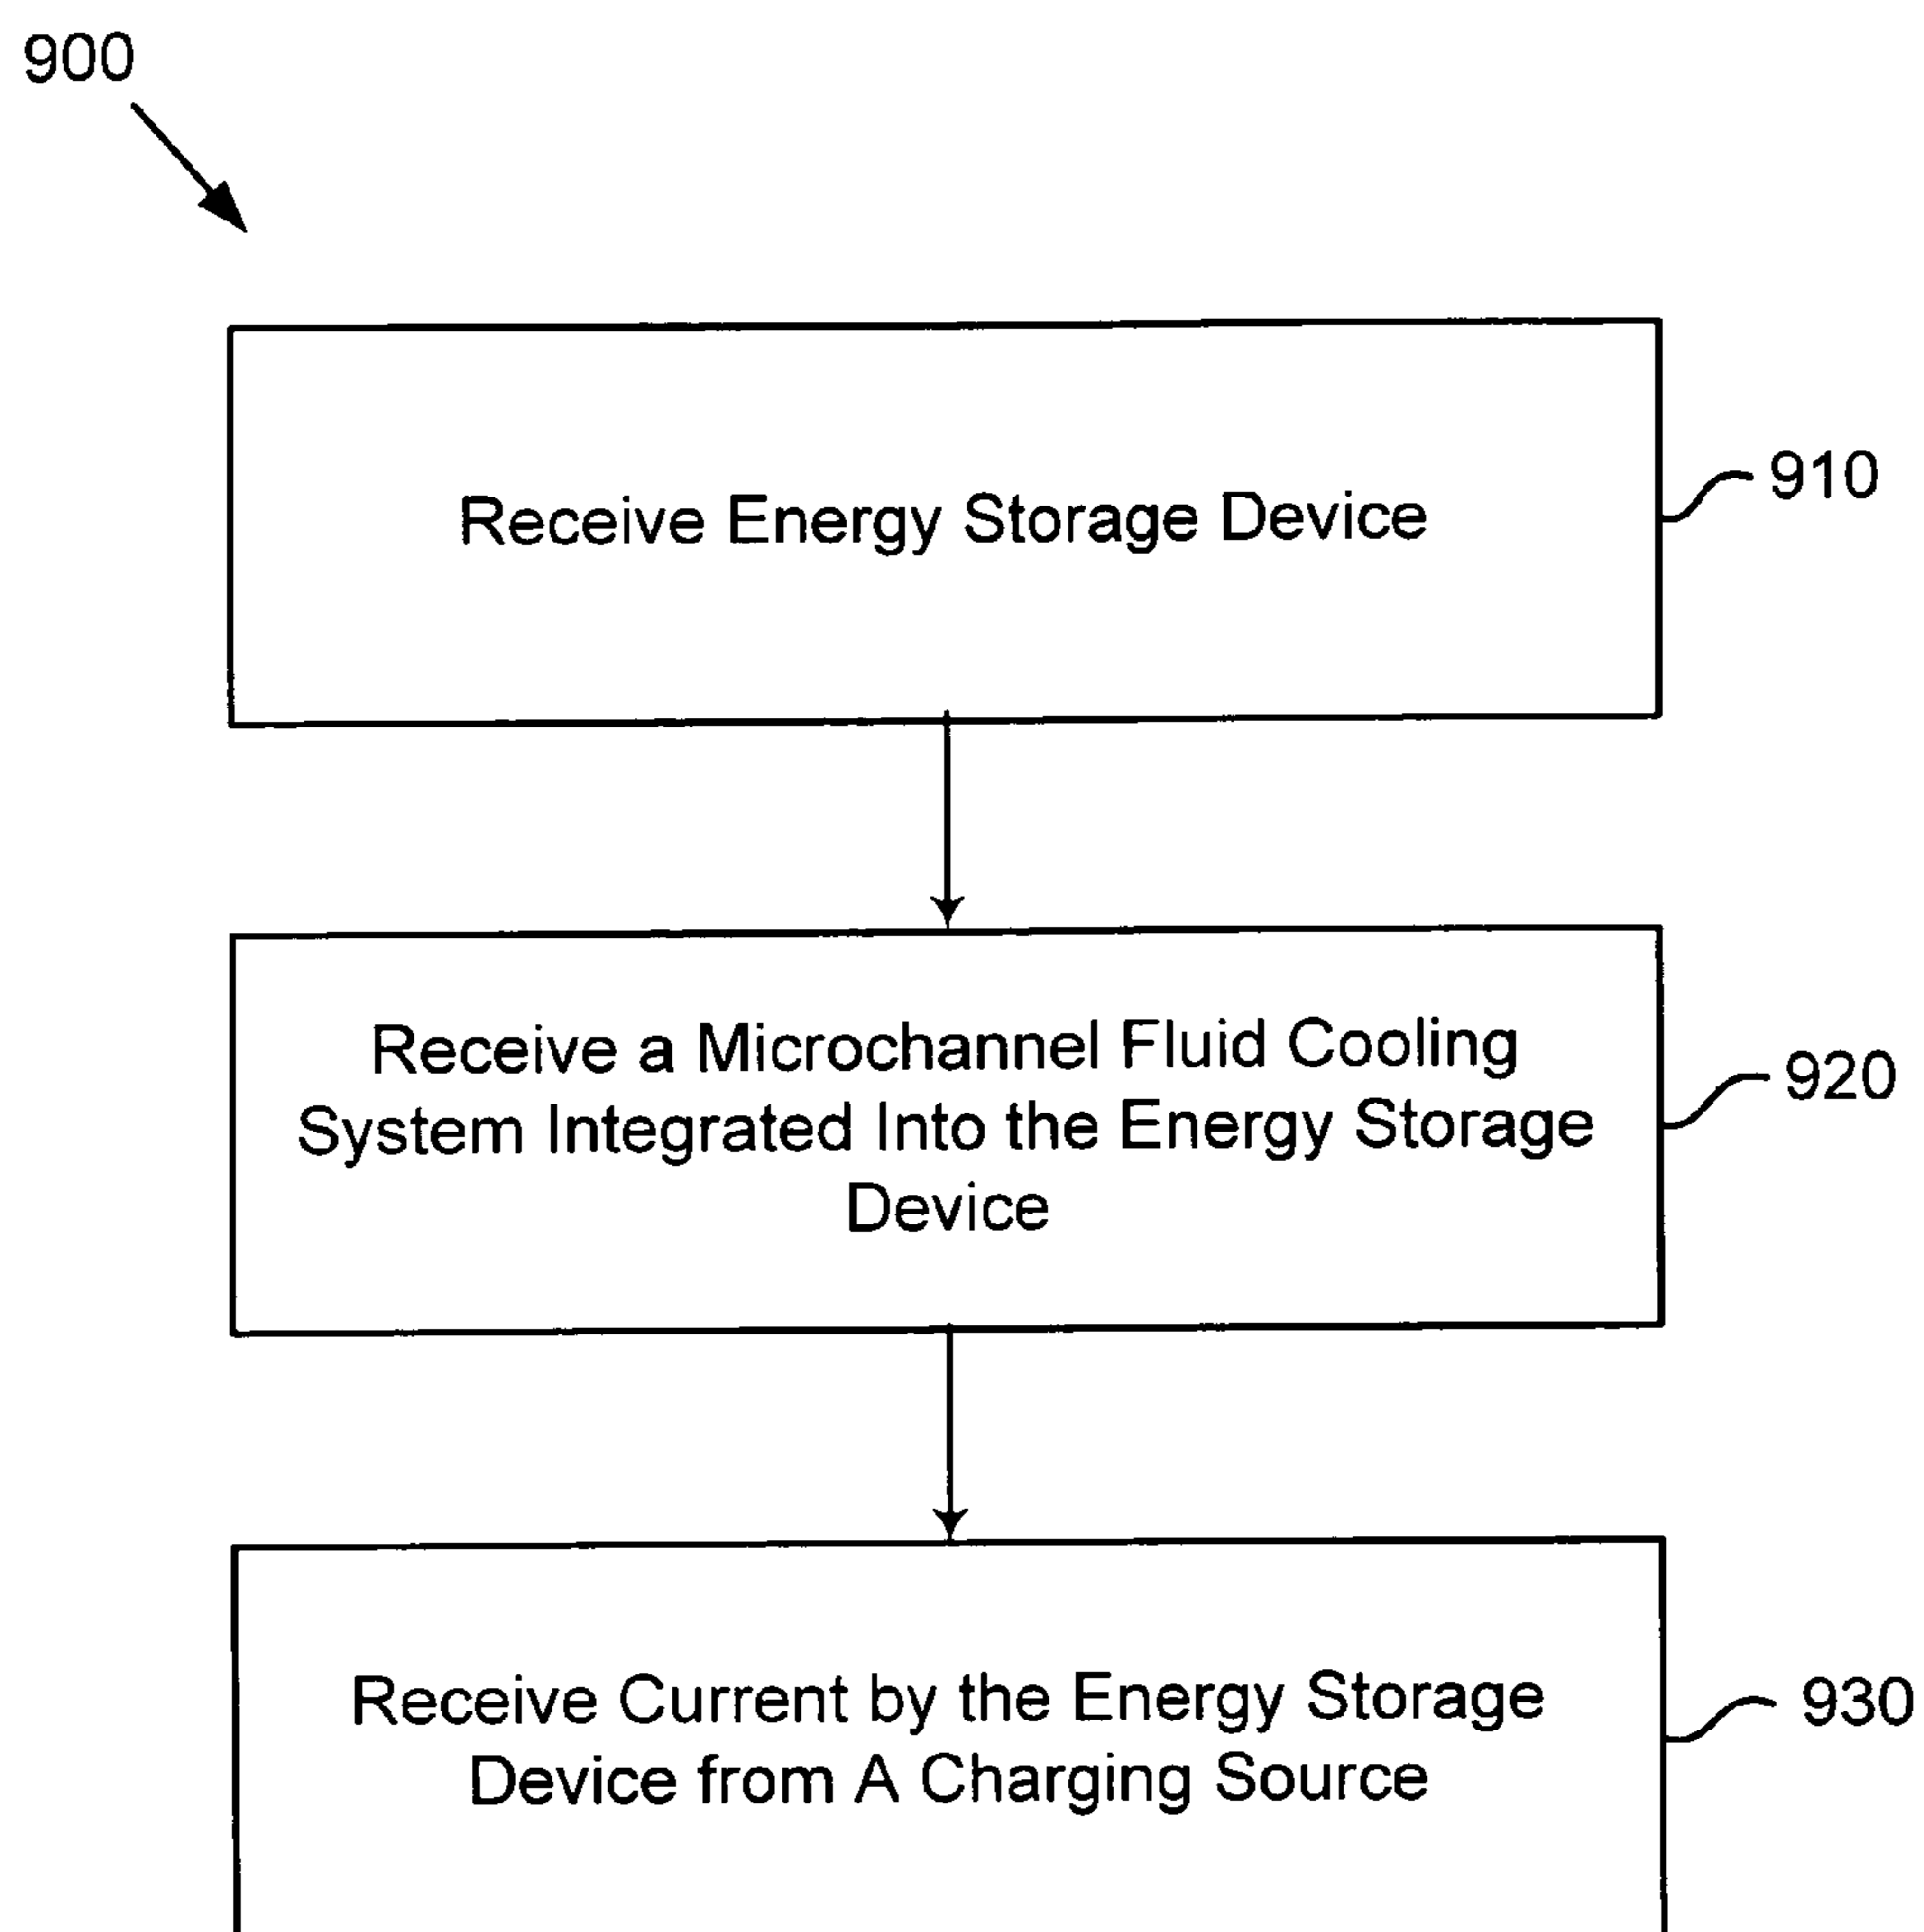 900
Receive Energy Storage Device
910
Receive a Microchannel Fluid Cooling
System Integrated Into the Energy Storage
Device
920
Receive Current by the Energy Storage
Device from A Charging Source
930